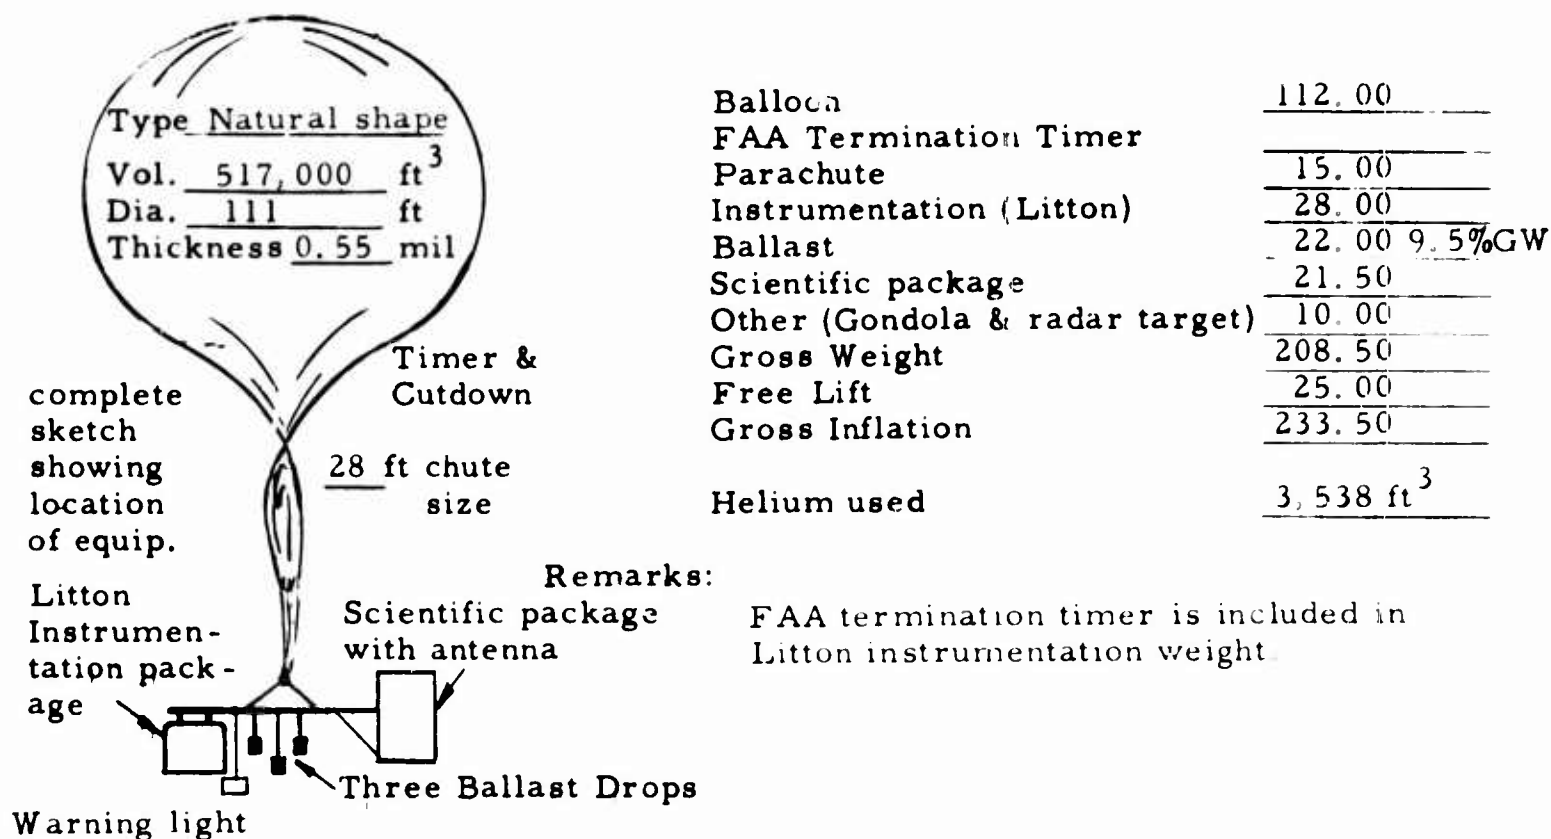 Type Natural shape
Vol. 517,000 ft³
Dia. 111 ft
Thickness 0.55 mil
Timer &
Cutdown
complete
sketch
showing
location
of equip.
28 ft chute
size
Litton
Instrumen-
tation pack-
age
Scientific package
with antenna
Three Ballast Drops
Warning light
Balloon 112.00
FAA Termination Timer
Parachute 15.00
Instrumentation (Litton) 28.00
Ballast 22.00 9.5%GW
Scientific package 21.50
Other (Gondola & radar target) 10.00
Gross Weight 208.50
Free Lift 25.00
Gross Inflation 233.50
Helium used 3,538 ft³
Remarks:
FAA termination timer is included in
Litton instrumentation weight